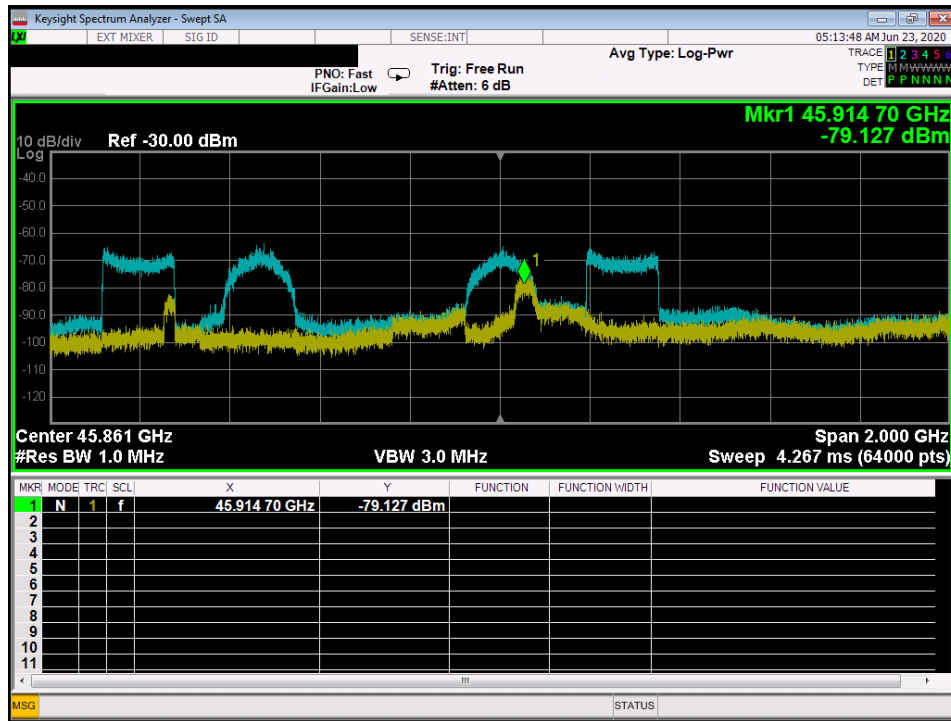 Keysight Spectrum Analyzer - Swept SA
LXI
EXT MIXER SIG ID SENSE:INT 05:13:48 AM Jun 23, 2020
PNO: Fast
IFGain:Low
Trig: Free Run
#Atten: 6 dB
Avg Type: Log-Pwr
TRACE 1 2 3 4 5 6
TYPE M M W W W W
DET P P N N N N
Mkr1 45.914 70 GHz
-79.127 dBm
10 dB/div Ref -30.00 dBm
Log
-40.0
-50.0
-60.0
-70.0
-80.0
-90.0
-100
-110
-120
1
Center 45.861 GHz Span 2.000 GHz
#Res BW 1.0 MHz VBW 3.0 MHz Sweep 4.267 ms (64000 pts)
MKR MODE TRC SCL X Y FUNCTION FUNCTION WIDTH FUNCTION VALUE
1 N 1 f 45.914 70 GHz -79.127 dBm
2
3
4
5
6
7
8
9
10
11
MSG STATUS